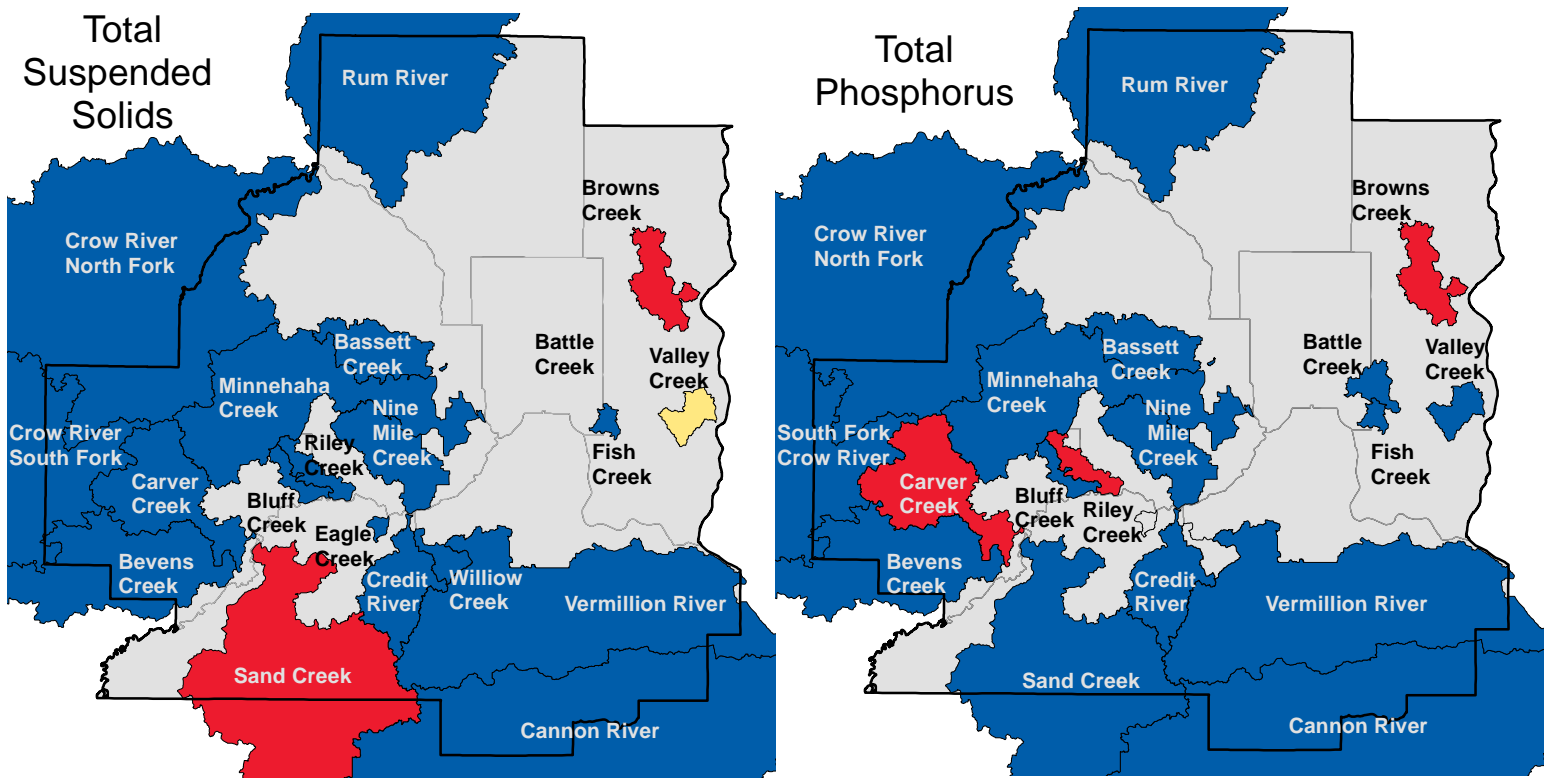 Total
Suspended
Solids
Rum River
Browns
Creek
Crow River
North Fork
Bassett
Creek
Battle
Creek
Valley
Creek
Minnehaha
Creek
Nine
Mile
Creek
Crow River
South Fork
Riley
Creek
Fish
Creek
Carver
Creek
Bluff
Creek
Eagle
Creek
Bevens
Creek
Credit
River
Williow
Creek
Vermillion River
Sand Creek
Cannon River
Total
Phosphorus
Rum River
Browns
Creek
Crow River
North Fork
Bassett
Creek
Battle
Creek
Valley
Creek
Minnehaha
Creek
Nine
Mile
Creek
South Fork
Crow River
Fish
Creek
Carver
Creek
Bluff
Creek
Riley
Creek
Bevens
Creek
Credit
River
Vermillion River
Sand Creek
Cannon River